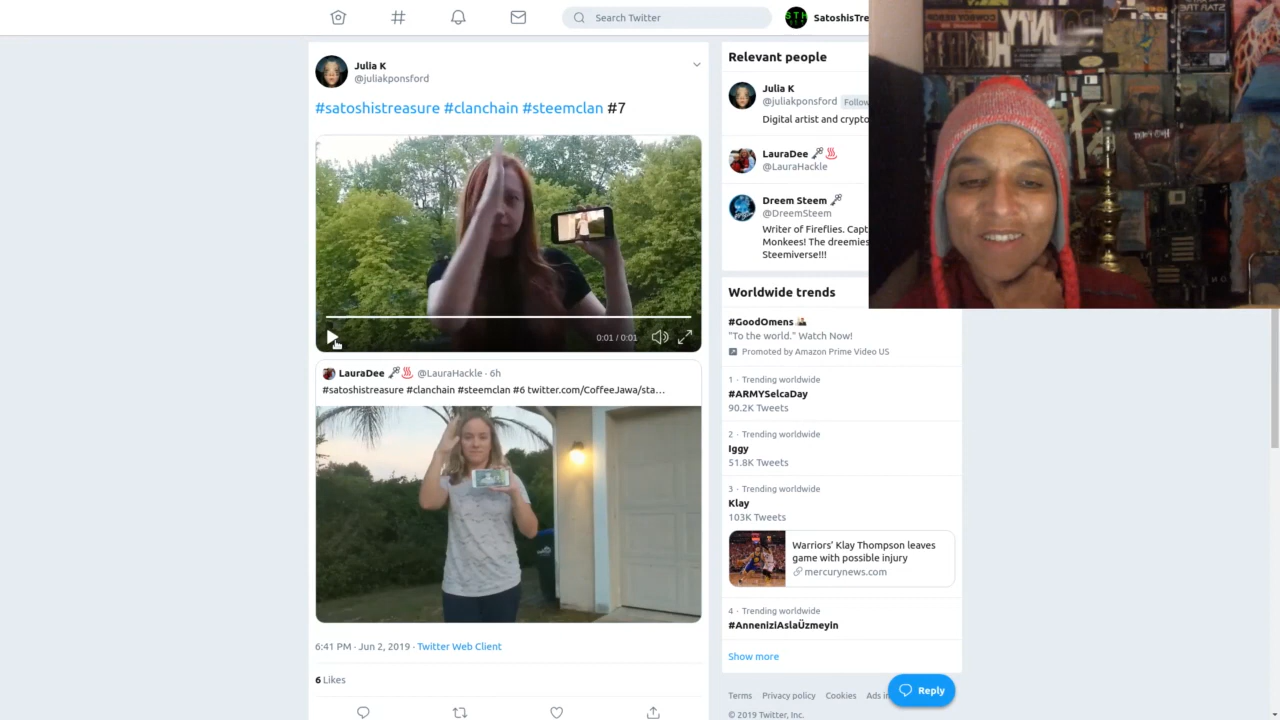 Search Twitter
SatoshisTre
Julia K
@juliakponsford
#satoshistreasure #clanchain #steemclan #7
0:01 / 0:01
LauraDee
@LauraHackle · 6h
#satoshistreasure #clanchain #steemclan #6 twitter.com/CoffeeJawa/sta…
6:41 PM · Jun 2, 2019 · Twitter Web Client
6 Likes
Relevant people
Julia K
@juliakponsford
Follow
Digital artist and crypto
LauraDee
@LauraHackle
Dreem Steem
@DreemSteem
Writer of Fireflies. Capt
Monkees! The dreemies
Steemiverse!!!
Worldwide trends
#GoodOmens
"To the world." Watch Now!
Promoted by Amazon Prime Video US
1 · Trending worldwide
#ARMYSelcaDay
90.2K Tweets
2 · Trending worldwide
Iggy
51.8K Tweets
3 · Trending worldwide
Klay
103K Tweets
Warriors' Klay Thompson leaves
game with possible injury
mercurynews.com
4 · Trending worldwide
#AnneniziAslaÜzmeyin
Show more
Terms Privacy policy Cookies Ads in
© 2019 Twitter, Inc.
Reply